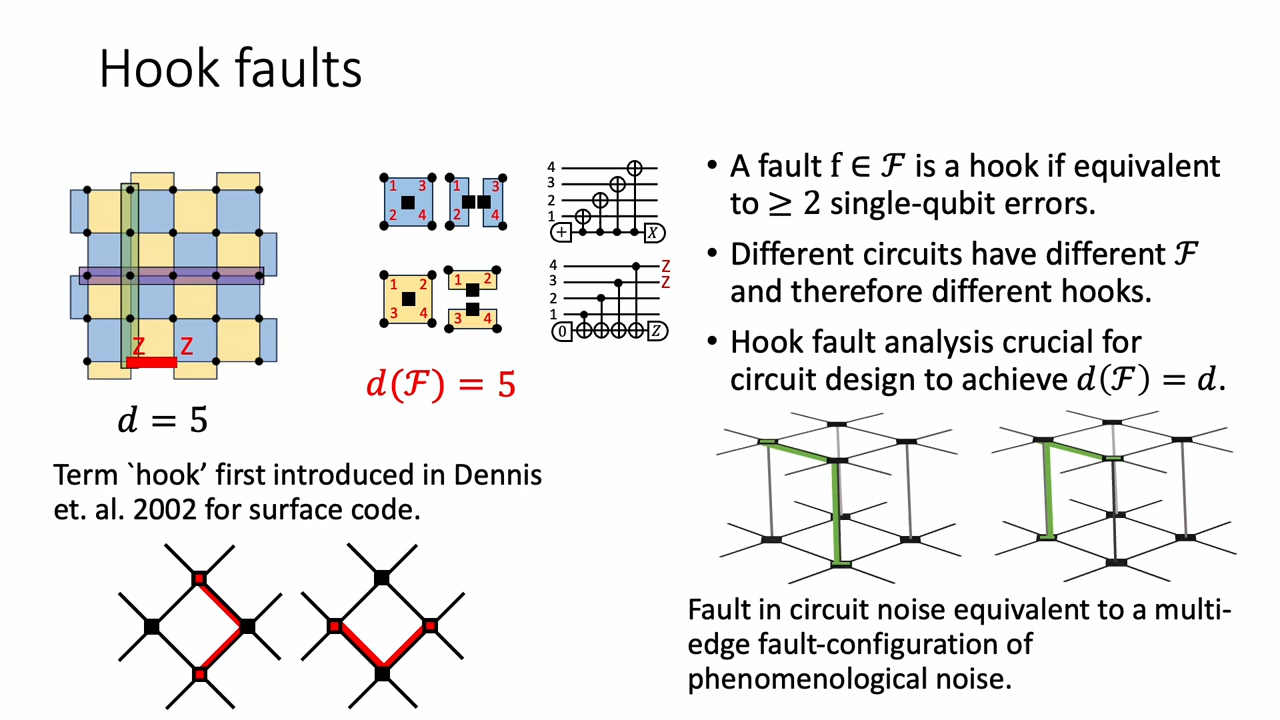 Hook faults
Z Z
d = 5
1 3
2 4
1 3
2 4
4
3
2
1
+ X
1 2
3 4
1 2
3 4
4 Z
3 Z
2
1
0 Z
d(ℱ) = 5
• A fault f ∈ ℱ is a hook if equivalent
to ≥ 2 single-qubit errors.
• Different circuits have different ℱ
and therefore different hooks.
• Hook fault analysis crucial for
circuit design to achieve d(ℱ) = d.
Term `hook’ first introduced in Dennis
et. al. 2002 for surface code.
Fault in circuit noise equivalent to a multi-
edge fault-configuration of
phenomenological noise.